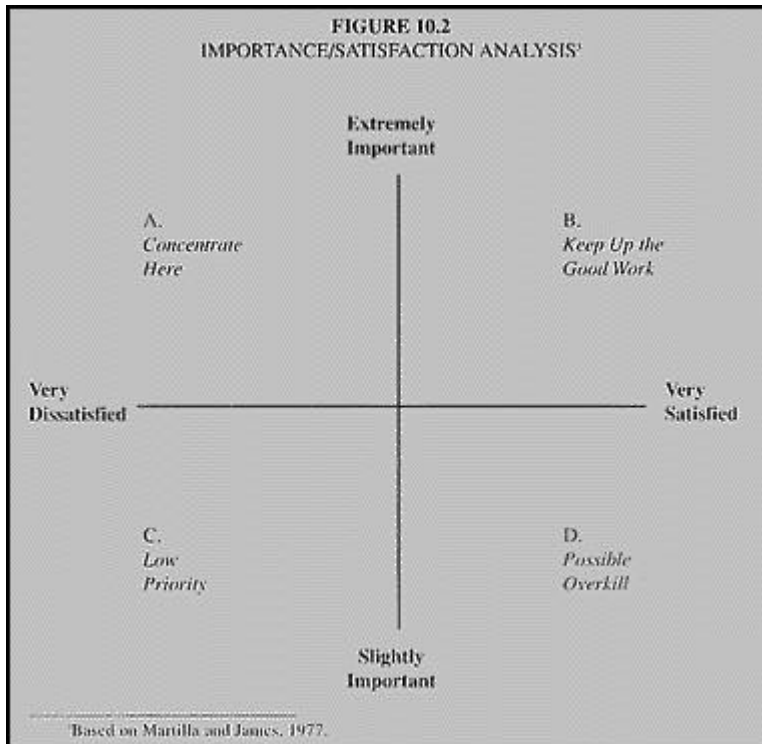 FIGURE 10.2
IMPORTANCE/SATISFACTION ANALYSIS¹
Extremely
Important
A.
Concentrate
Here
B.
Keep Up the
Good Work
Very
Dissatisfied
Very
Satisfied
C.
Low
Priority
D.
Possible
Overkill
Slightly
Important
¹Based on Martilla and James, 1977.